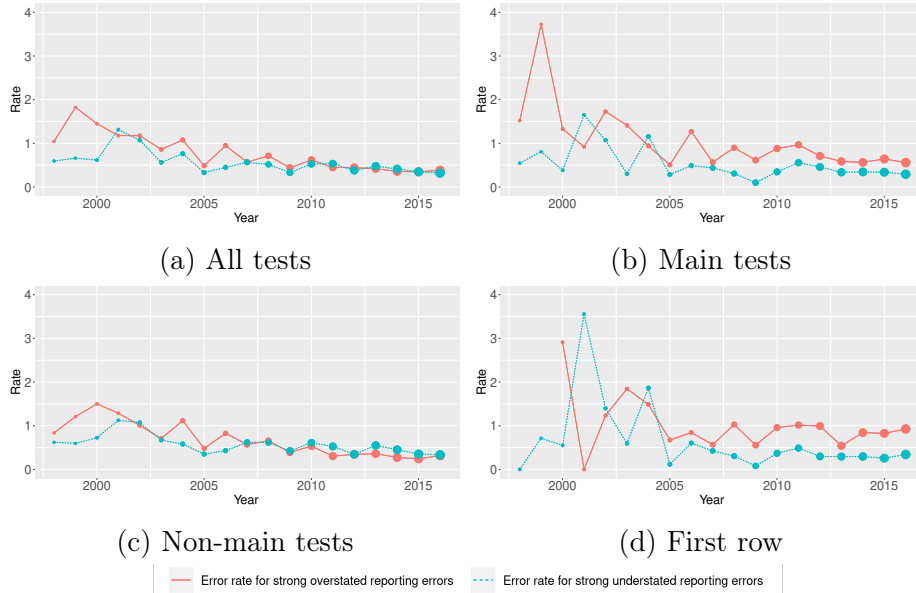 4
3
2
1
0
Rate
2000 2005 2010 2015
Year
(a) All tests
4
3
2
1
0
Rate
2000 2005 2010 2015
Year
(b) Main tests
4
3
2
1
0
Rate
2000 2005 2010 2015
Year
(c) Non-main tests
4
3
2
1
0
Rate
2000 2005 2010 2015
Year
(d) First row
Error rate for strong overstated reporting errors Error rate for strong understated reporting errors